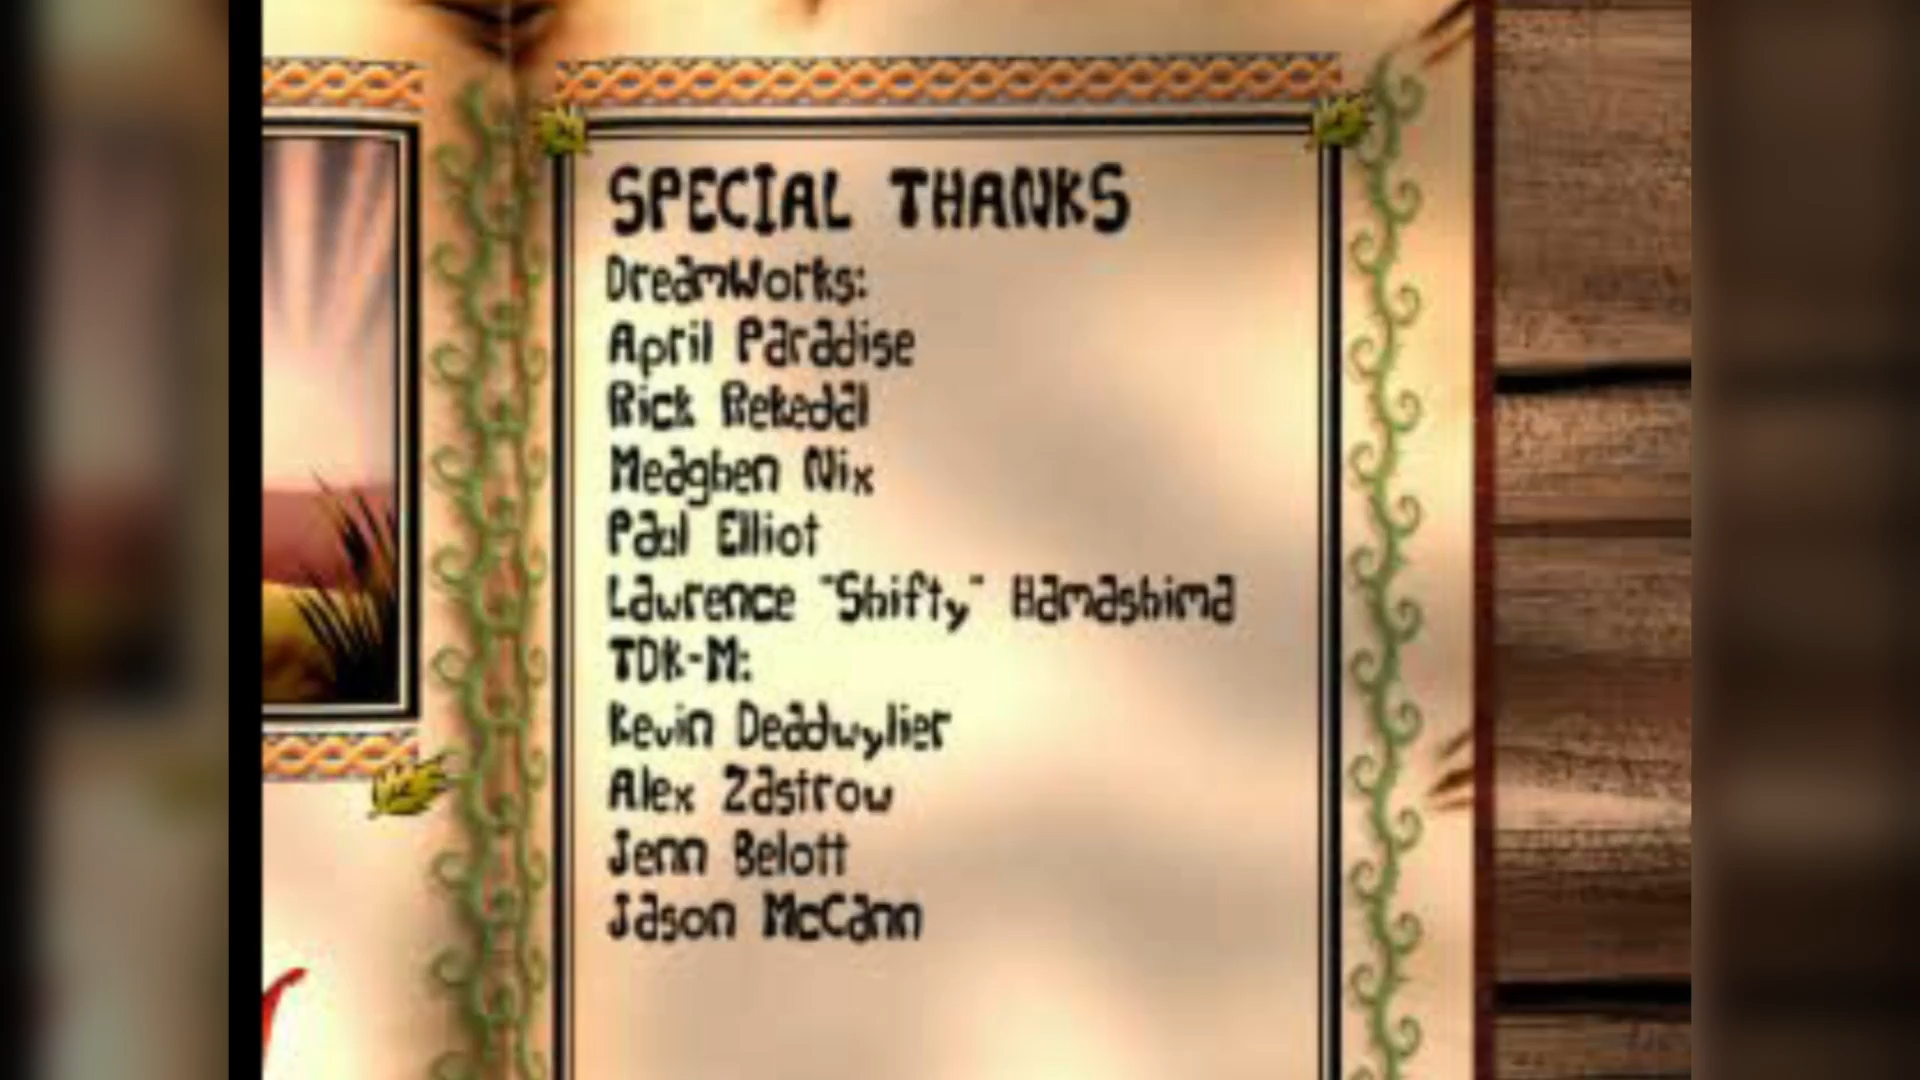 SPECIAL THANKS
DreamWorks:
April Paradise
Rick Rekedal
Meaghen Nix
Paul Elliot
Lawrence "Shifty" Hamashima
TDK-M:
Kevin Deadwylier
Alex Zastrow
Jenn Belott
Jason McCann